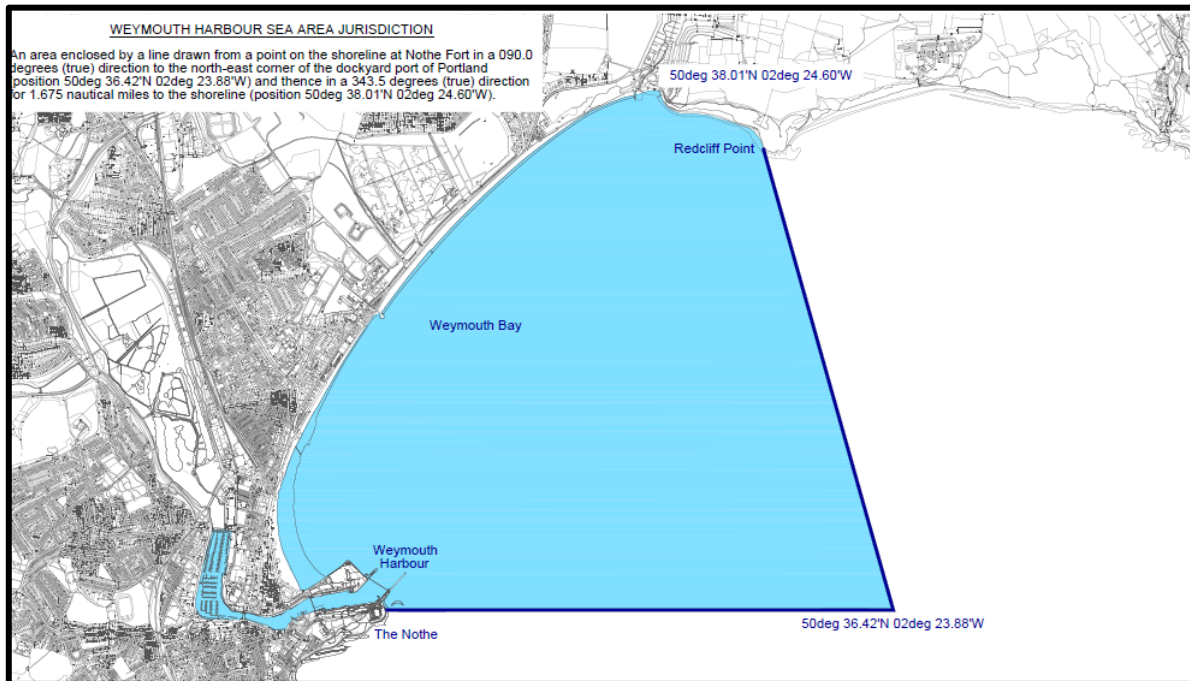 WEYMOUTH HARBOUR SEA AREA JURISDICTION
An area enclosed by a line drawn from a point on the shoreline at Nothe Fort in a 090.0
degrees (true) direction to the north-east corner of the dockyard port of Portland
(position 50deg 36.42'N 02deg 23.88'W) and thence in a 343.5 degrees (true) direction
for 1.675 nautical miles to the shoreline (position 50deg 38.01'N 02deg 24.60'W).
50deg 38.01'N 02deg 24.60'W
Redcliff Point
Weymouth Bay
Weymouth
Harbour
The Nothe
50deg 36.42'N 02deg 23.88'W